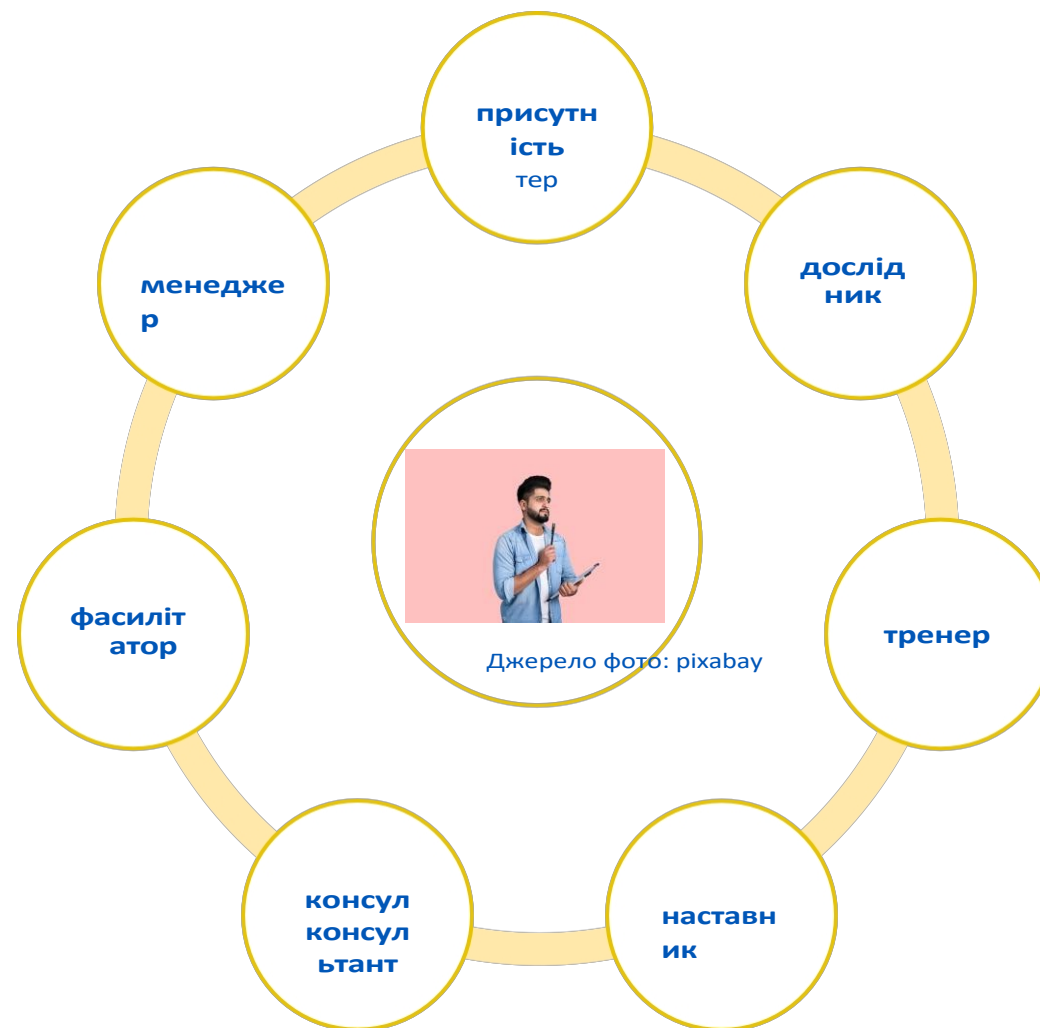 присутн
ість
тер
дослід
ник
тренер
наставн
ик
консул
консул
ьтант
фасиліт
атор
менедже
р
Джерело фото: pixabay